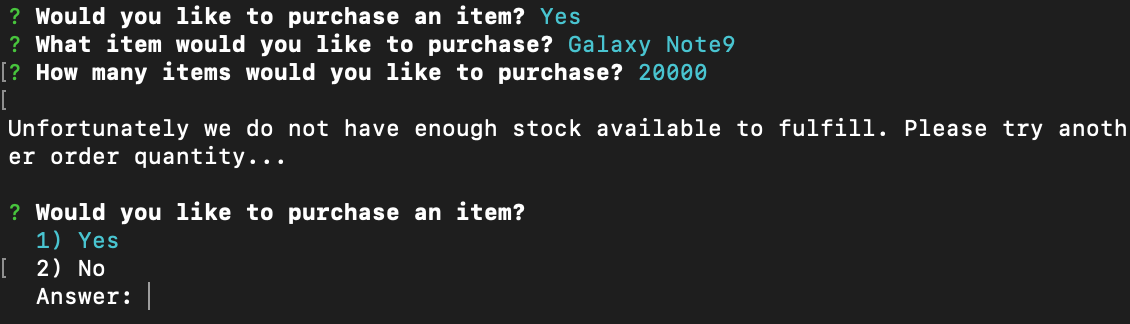 ? Would you like to purchase an item? Yes
? What item would you like to purchase? Galaxy Note9
[? How many items would you like to purchase? 20000
[
Unfortunately we do not have enough stock available to fulfill. Please try anoth
er order quantity...
? Would you like to purchase an item?
1) Yes
[ 2) No
Answer: